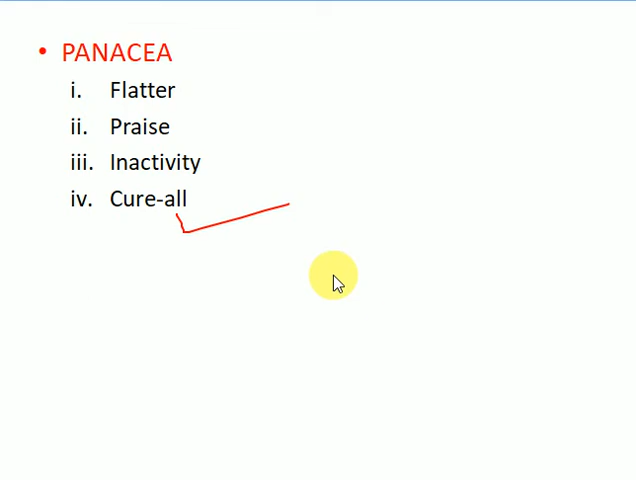 • PANACEA
i. Flatter
ii. Praise
iii. Inactivity
iv. Cure-all